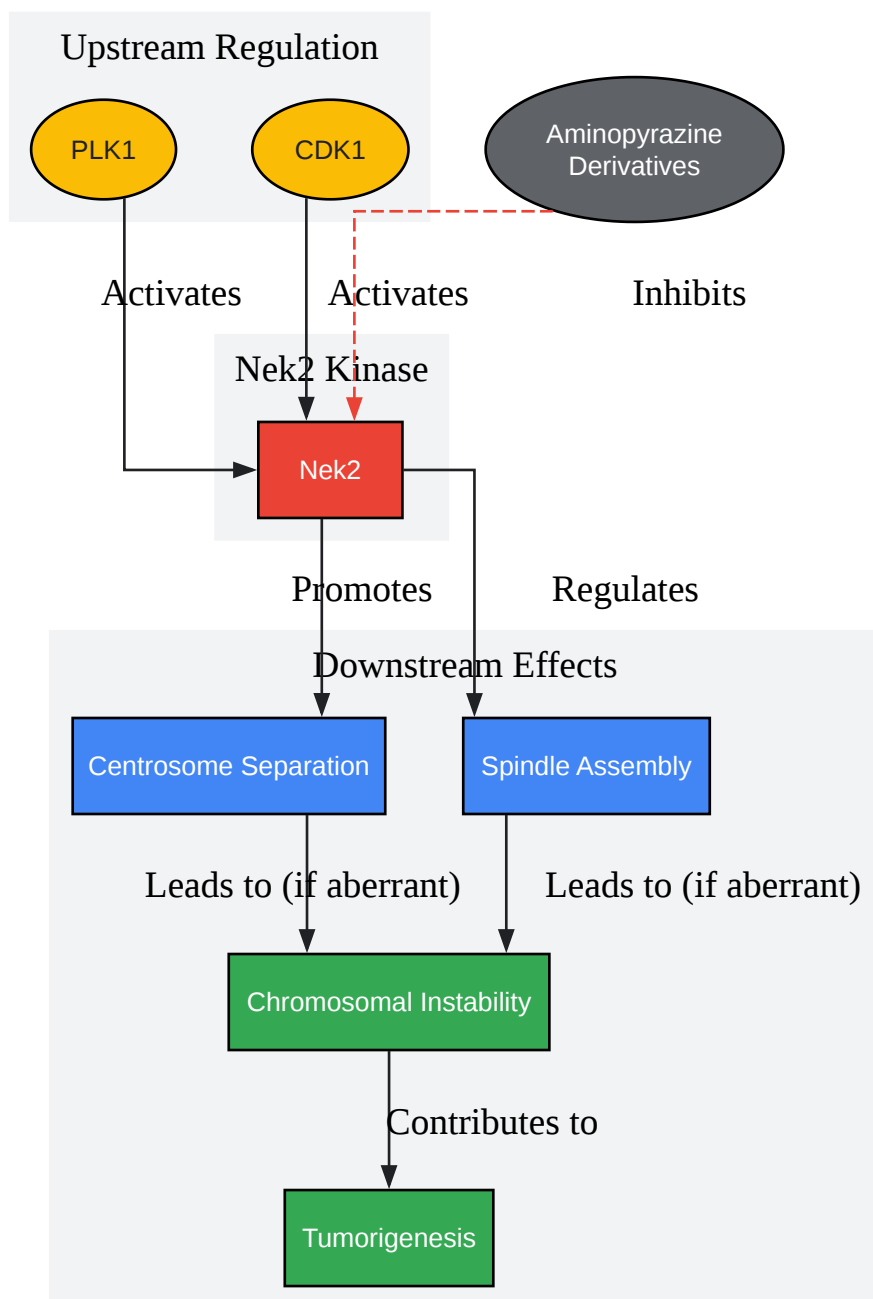 Upstream Regulation
PLK1
CDK1
Aminopyrazine
Derivatives
Activates
Activates
Inhibits
Nek2 Kinase
Nek2
Promotes
Regulates
Downstream Effects
Centrosome Separation
Spindle Assembly
Leads to (if aberrant)
Leads to (if aberrant)
Chromosomal Instability
Contributes to
Tumorigenesis